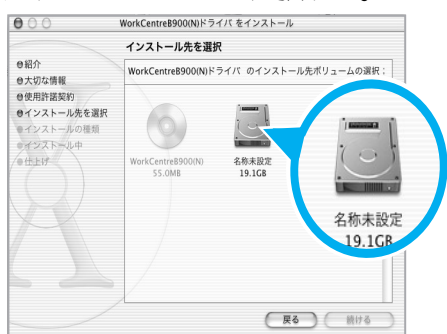 WorkCentreB900(N)ドライバ をインストール
インストール先を選択
紹介
大切な情報
使用許諾契約
インストール先を選択
インストールの種類
インストール中
仕上げ
WorkCentreB900(N)ドライバ のインストール先ボリュームの選択：
WorkCentreB900(N)
55.0MB
名称未設定
19.1GB
名称未設定
19.1GB
戻る
続ける